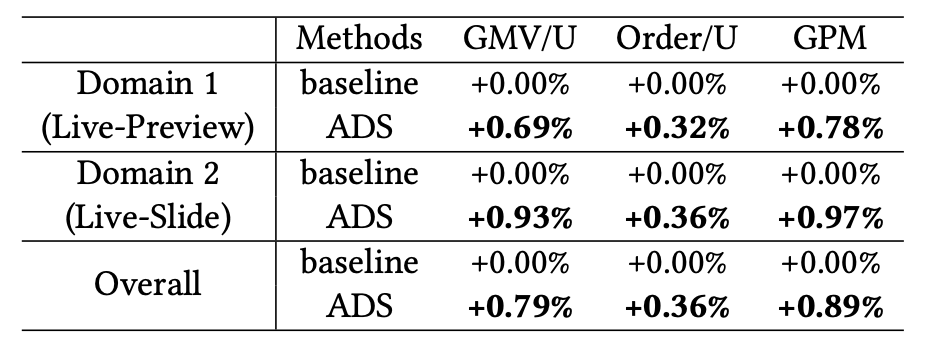 Methods GMV/U Order/U GPM
Domain 1 baseline +0.00% +0.00% +0.00%
(Live-Preview) ADS +0.69% +0.32% +0.78%
Domain 2 baseline +0.00% +0.00% +0.00%
(Live-Slide) ADS +0.93% +0.36% +0.97%
Overall
baseline +0.00% +0.00% +0.00%
ADS +0.79% +0.36% +0.89%